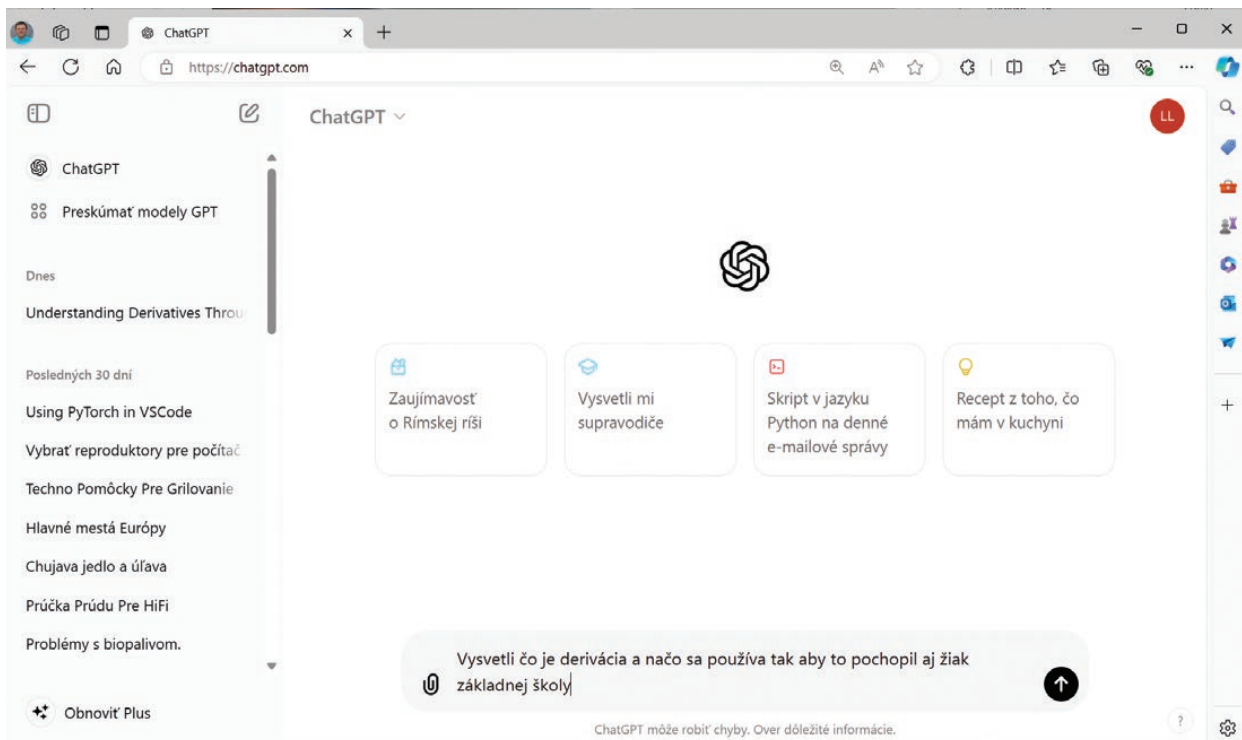 ChatGPT
https://chatgpt.com
ChatGPT
LL
ChatGPT
Preskúmať modely GPT
Dnes
Understanding Derivatives Throu
Posledných 30 dní
Using PyTorch in VSCode
Vybrať reproduktory pre počítač
Techno Pomôcky Pre Grilovanie
Hlavné mestá Európy
Chujava jedlo a úľava
Prúčka Prúdu Pre HiFi
Problémy s biopalivom.
Obnoviť Plus
Zaujímavosť
o Rímskej ríši
Vysvetli mi
supravodiče
Skript v jazyku
Python na denné
e-mailové správy
Recept z toho, čo
mám v kuchyni
Vysvetli čo je derivácia a načo sa používa tak aby to pochopil aj žiak
základnej školy
ChatGPT môže robiť chyby. Over dôležité informácie.
?